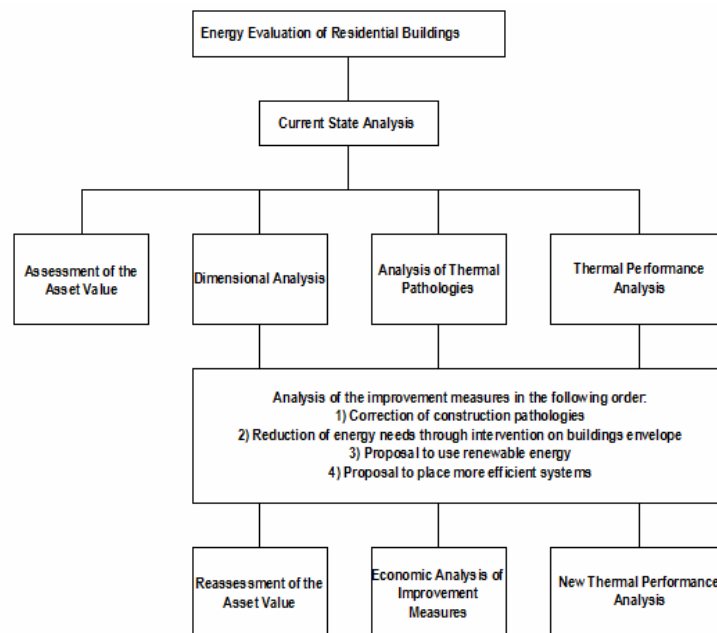 Energy Evaluation of Residential Buildings
Current State Analysis
Assessment of the
Asset Value
Dimensional Analysis
Analysis of Thermal
Pathologies
Thermal Performance
Analysis
Analysis of the improvement measures in the following order:
1) Correction of construction pathologies
2) Reduction of energy needs through intervention on buildings envelope
3) Proposal to use renewable energy
4) Proposal to place more efficient systems
Reassessment of the
Asset Value
Economic Analysis of
Improvement
Measures
New Thermal Performance
Analysis